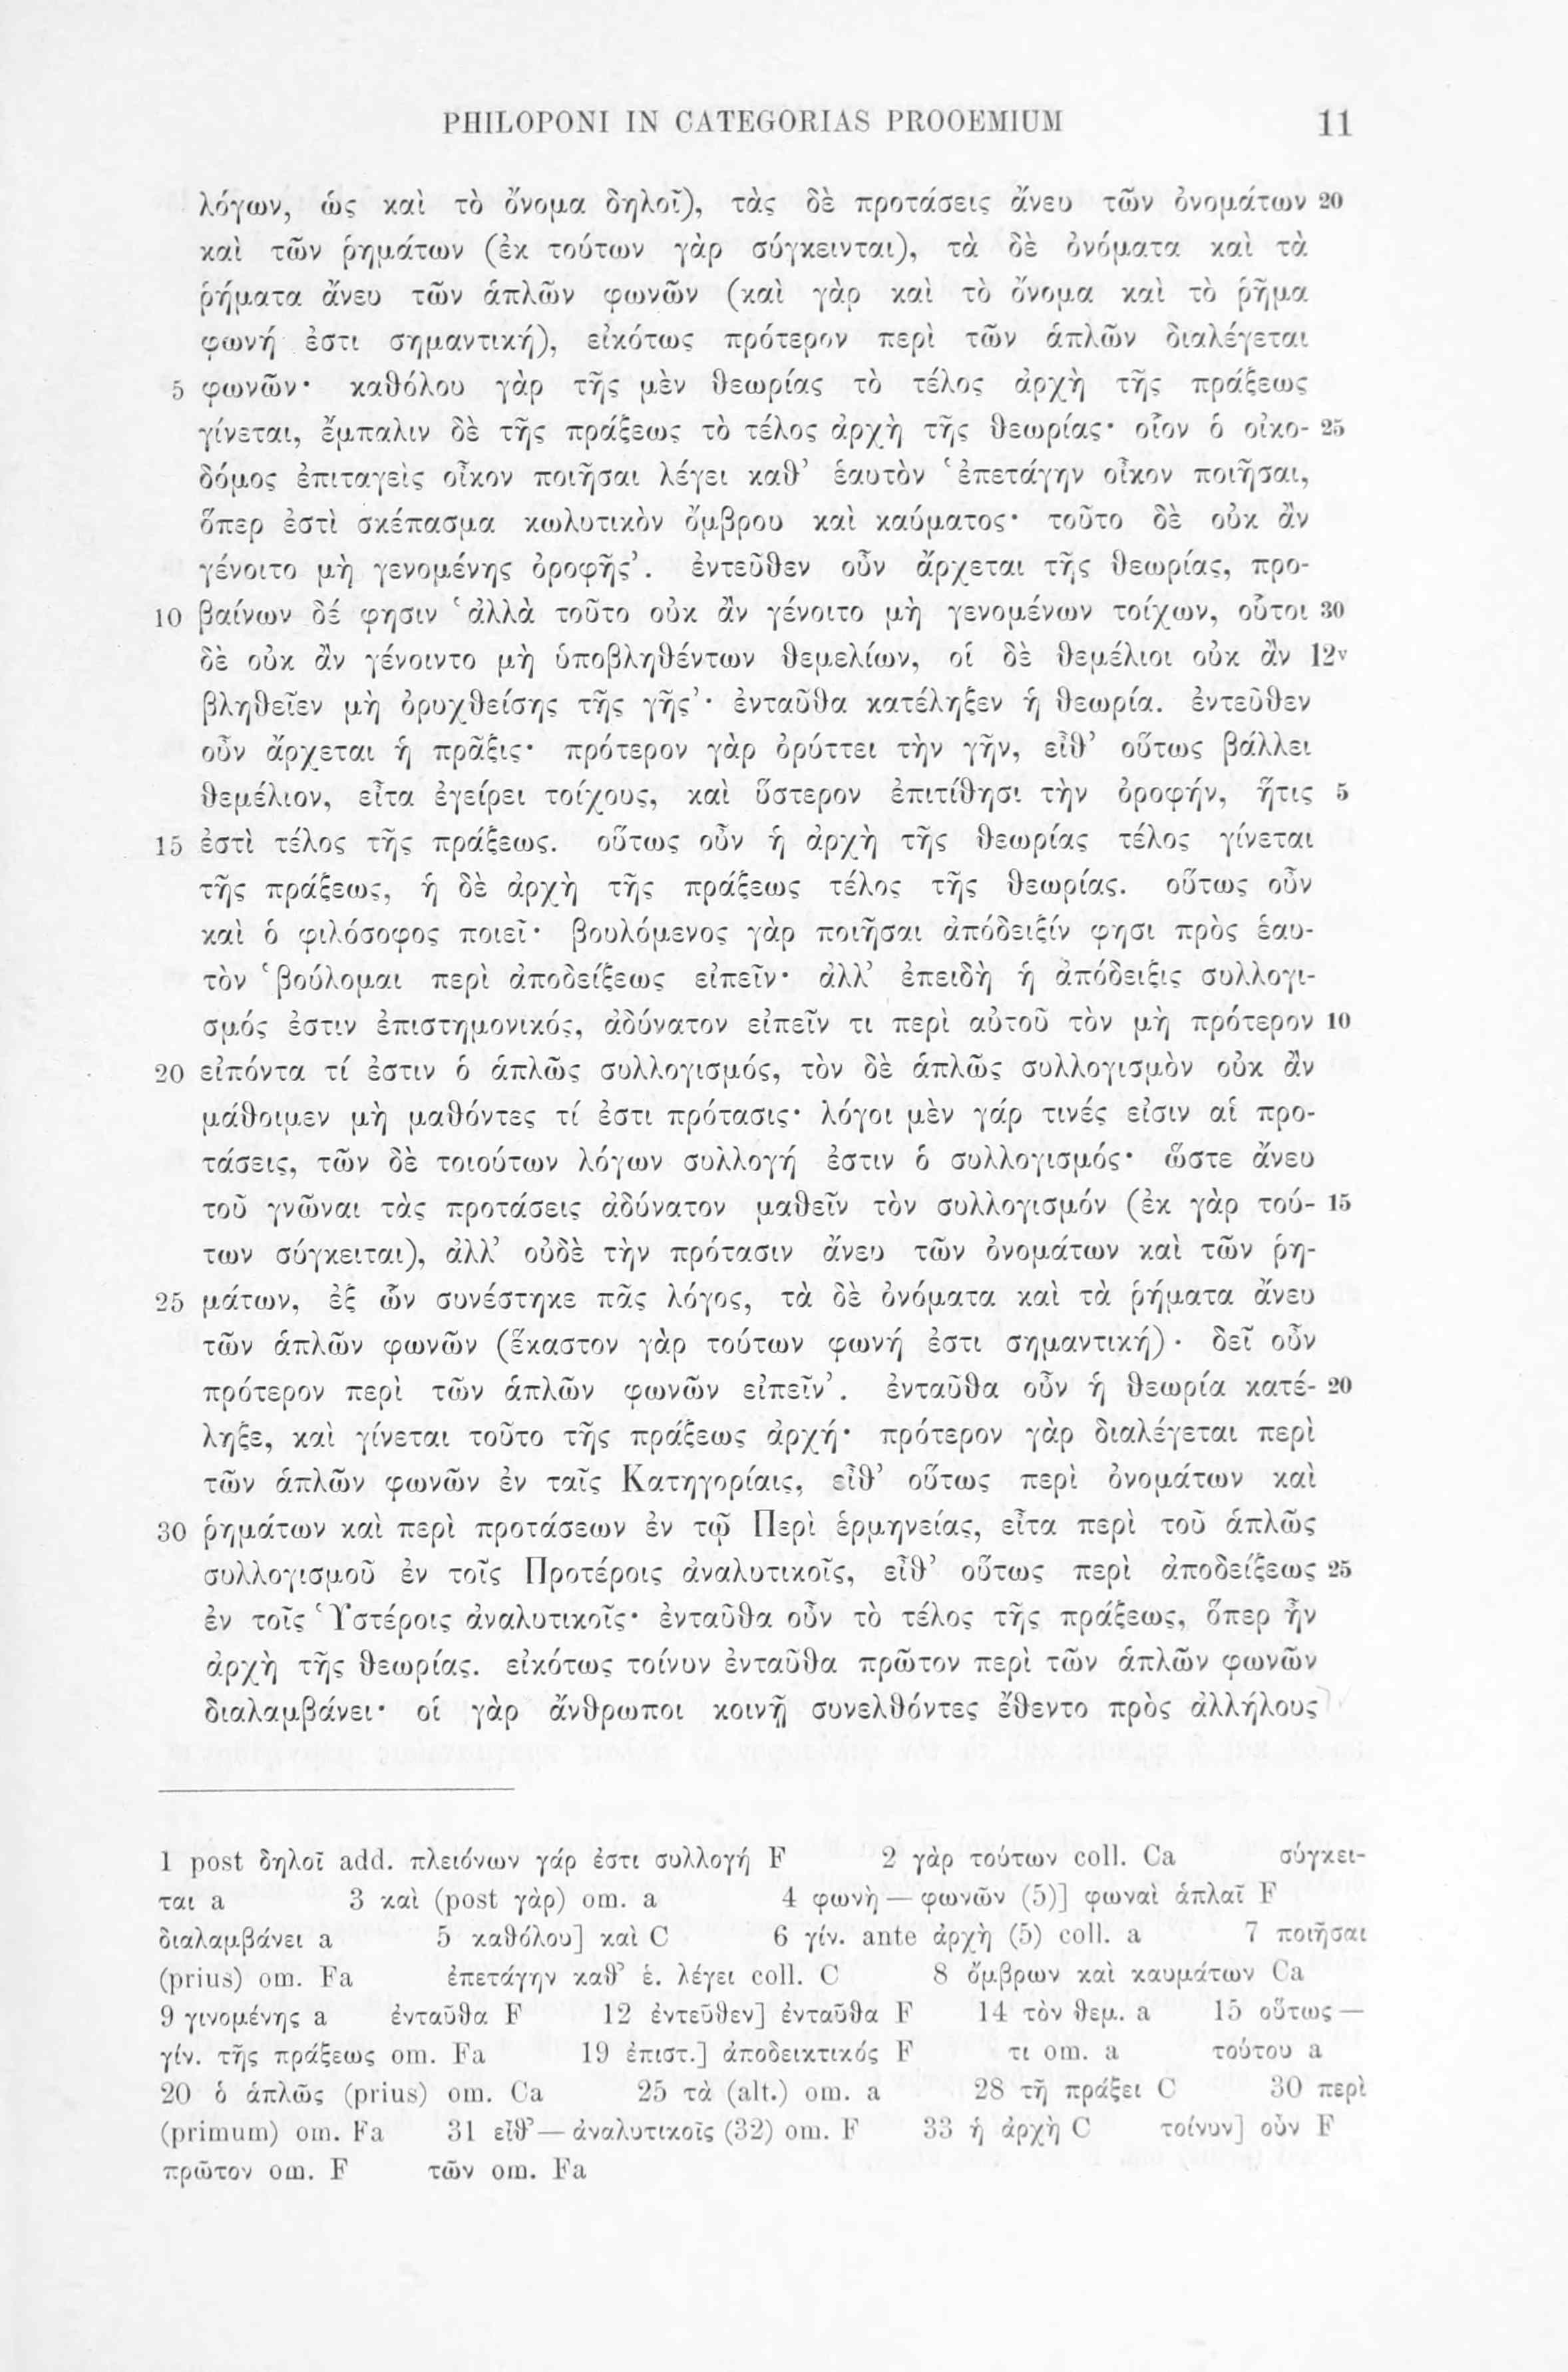 PHILOPONI IN CATEGORIAS PROOEMIUM 11
λόγων, ὡς καὶ τὸ ὄνομα δηλοῖ), τὰς δὲ προτάσεις ἄνευ τῶν ὀνομάτων 20
καὶ τῶν ῥημάτων (ἐκ τούτων γὰρ σύγκεινται), τὰ δὲ ὀνόματα καὶ τὰ
ῥήματα ἄνευ τῶν ἁπλῶν φωνῶν (καὶ γὰρ καὶ τὸ ὄνομα καὶ τὸ ῥῆμα
φωνή ἐστι σημαντική), εἰκότως πρότερον περὶ τῶν ἁπλῶν διαλέγεται
5 φωνῶν· καθόλου γὰρ τῆς μὲν θεωρίας τὸ τέλος ἀρχὴ τῆς πράξεως
γίνεται, ἔμπαλιν δὲ τῆς πράξεως τὸ τέλος ἀρχὴ τῆς θεωρίας· οἷον ὁ οἰκο- 25
δόμος ἐπιταγεὶς οἶκον ποιῆσαι λέγει καθ’ ἑαυτὸν ‘ἐπετάγην οἶκον ποιῆσαι,
ὅπερ ἐστὶ σκέπασμα κωλυτικὸν ὄμβρου καὶ καύματος· τοῦτο δὲ οὐκ ἂν
γένοιτο μὴ γενομένης ὀροφῆς’. ἐντεῦθεν οὖν ἄρχεται τῆς θεωρίας, προ-
10 βαίνων δέ φησιν ‘ἀλλὰ τοῦτο οὐκ ἂν γένοιτο μὴ γενομένων τοίχων, οὗτοι 30
δὲ οὐκ ἂν γένοιντο μὴ ὑποβληθέντων θεμελίων, οἱ δὲ θεμέλιοι οὐκ ἂν 12v
βληθεῖεν μὴ ὀρυχθείσης τῆς γῆς’· ἐνταῦθα κατέληξεν ἡ θεωρία. ἐντεῦθεν
οὖν ἄρχεται ἡ πρᾶξις· πρότερον γὰρ ὀρύττει τὴν γῆν, εἶθ’ οὕτως βάλλει
θεμέλιον, εἶτα ἐγείρει τοίχους, καὶ ὕστερον ἐπιτίθησι τὴν ὀροφήν, ἥτις 5
15 ἐστὶ τέλος τῆς πράξεως. οὕτως οὖν ἡ ἀρχὴ τῆς θεωρίας τέλος γίνεται
τῆς πράξεως, ἡ δὲ ἀρχὴ τῆς πράξεως τέλος τῆς θεωρίας. οὕτως οὖν
καὶ ὁ φιλόσοφος ποιεῖ· βουλόμενος γὰρ ποιῆσαι ἀπόδειξίν φησι πρὸς ἑαυ-
τὸν ‘βούλομαι περὶ ἀποδείξεως εἰπεῖν· ἀλλ’ ἐπειδὴ ἡ ἀπόδειξις συλλογι-
σμός ἐστιν ἐπιστημονικός, ἀδύνατον εἰπεῖν τι περὶ αὐτοῦ τὸν μὴ πρότερον 10
20 εἰπόντα τί ἐστιν ὁ ἁπλῶς συλλογισμός, τὸν δὲ ἁπλῶς συλλογισμὸν οὐκ ἂν
μάθοιμεν μὴ μαθόντες τί ἐστι πρότασις· λόγοι μὲν γάρ τινές εἰσιν αἱ προ-
τάσεις, τῶν δὲ τοιούτων λόγων συλλογή ἐστιν ὁ συλλογισμός· ὥστε ἄνευ
τοῦ γνῶναι τὰς προτάσεις ἀδύνατον μαθεῖν τὸν συλλογισμόν (ἐκ γὰρ τού- 15
των σύγκειται), ἀλλ’ οὐδὲ τὴν πρότασιν ἄνευ τῶν ὀνομάτων καὶ τῶν ῥη-
25 μάτων, ἐξ ὧν συνέστηκε πᾶς λόγος, τὰ δὲ ὀνόματα καὶ τὰ ῥήματα ἄνευ
τῶν ἁπλῶν φωνῶν (ἕκαστον γὰρ τούτων φωνή ἐστι σημαντική)· δεῖ οὖν
πρότερον περὶ τῶν ἁπλῶν φωνῶν εἰπεῖν’. ἐνταῦθα οὖν ἡ θεωρία κατέ- 20
ληξε, καὶ γίνεται τοῦτο τῆς πράξεως ἀρχή· πρότερον γὰρ διαλέγεται περὶ
τῶν ἁπλῶν φωνῶν ἐν ταῖς Κατηγορίαις, εἶθ’ οὕτως περὶ ὀνομάτων καὶ
30 ῥημάτων καὶ περὶ προτάσεων ἐν τῷ Περὶ ἑρμηνείας, εἶτα περὶ τοῦ ἁπλῶς
συλλογισμοῦ ἐν τοῖς Προτέροις ἀναλυτικοῖς, εἶθ’ οὕτως περὶ ἀποδείξεως 25
ἐν τοῖς Ὑστέροις ἀναλυτικοῖς· ἐνταῦθα οὖν τὸ τέλος τῆς πράξεως, ὅπερ ἦν
ἀρχὴ τῆς θεωρίας. εἰκότως τοίνυν ἐνταῦθα πρῶτον περὶ τῶν ἁπλῶν φωνῶν
διαλαμβάνει· οἱ γὰρ ἄνθρωποι κοινῇ συνελθόντες ἔθεντο πρὸς ἀλλήλους
1 post δηλοῖ add. πλειόνων γάρ ἐστι συλλογή F 2 γὰρ τούτων coll. Ca σύγκει-
ται a 3 καὶ (post γὰρ) om. a 4 φωνὴ — φωνῶν (5)] φωναὶ ἁπλαῖ F
διαλαμβάνει a 5 καθόλου] καὶ C 6 γίν. ante ἀρχὴ (5) coll. a 7 ποιῆσαι
(prius) om. Fa ἐπετάγην καθ’ ἑ. λέγει coll. C 8 ὄμβρων καὶ καυμάτων Ca
9 γινομένης a ἐνταῦθα F 12 ἐντεῦθεν] ἐνταῦθα F 14 τὸν θεμ. a 15 οὕτως —
γίν. τῆς πράξεως om. Fa 19 ἐπιστ.] ἀποδεικτικός F τι om. a τούτου a
20 ὁ ἁπλῶς (prius) om. Ca 25 τὰ (alt.) om. a 28 τῇ πράξει C 30 περὶ
(primum) om. Fa 31 εἶθ’ — ἀναλυτικοῖς (32) om. F 33 ἡ ἀρχὴ C τοίνυν] οὖν F
πρῶτον om. F τῶν om. Fa